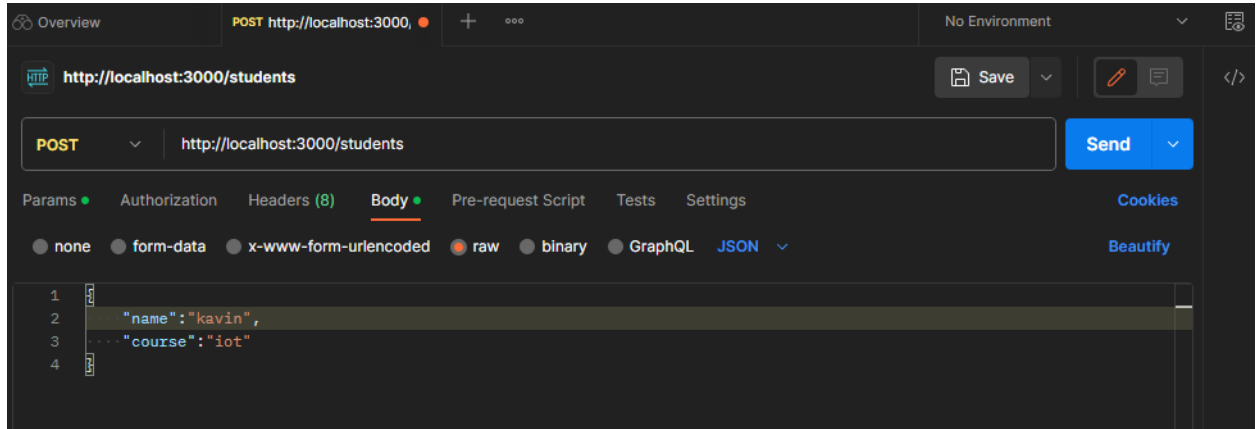 Overview POST http://localhost:3000, No Environment
HTTP http://localhost:3000/students Save
POST http://localhost:3000/students Send
Params Authorization Headers (8) Body Pre-request Script Tests Settings Cookies
none form-data x-www-form-urlencoded raw binary GraphQL JSON Beautify
1 {
2 "name":"kavin",
3 "course":"iot"
4 }